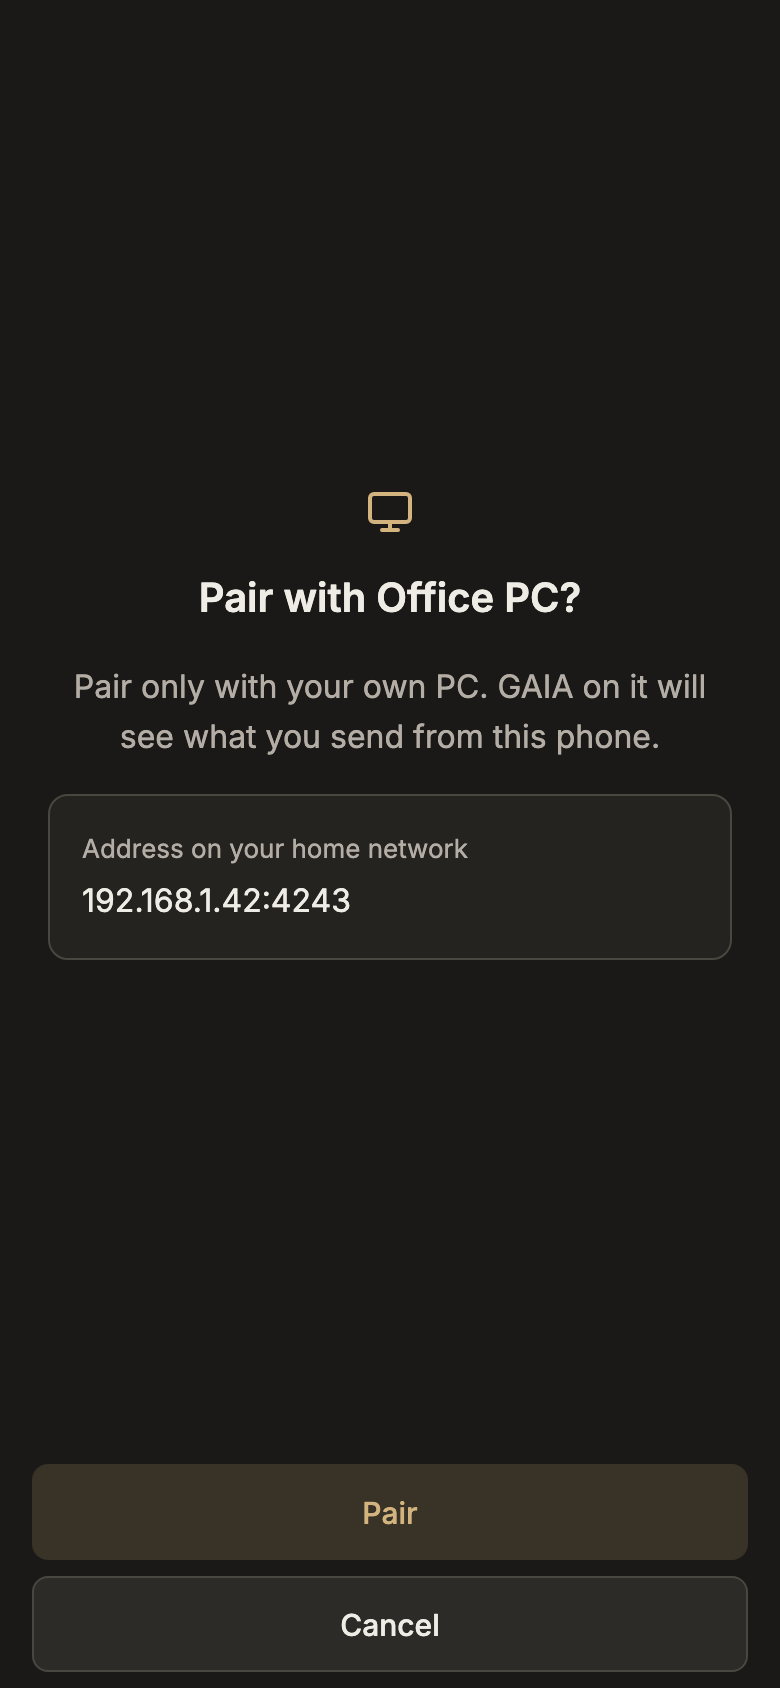 Pair with Office PC?
Pair only with your own PC. GAIA on it will
see what you send from this phone.
Address on your home network
192.168.1.42:4243
Pair
Cancel